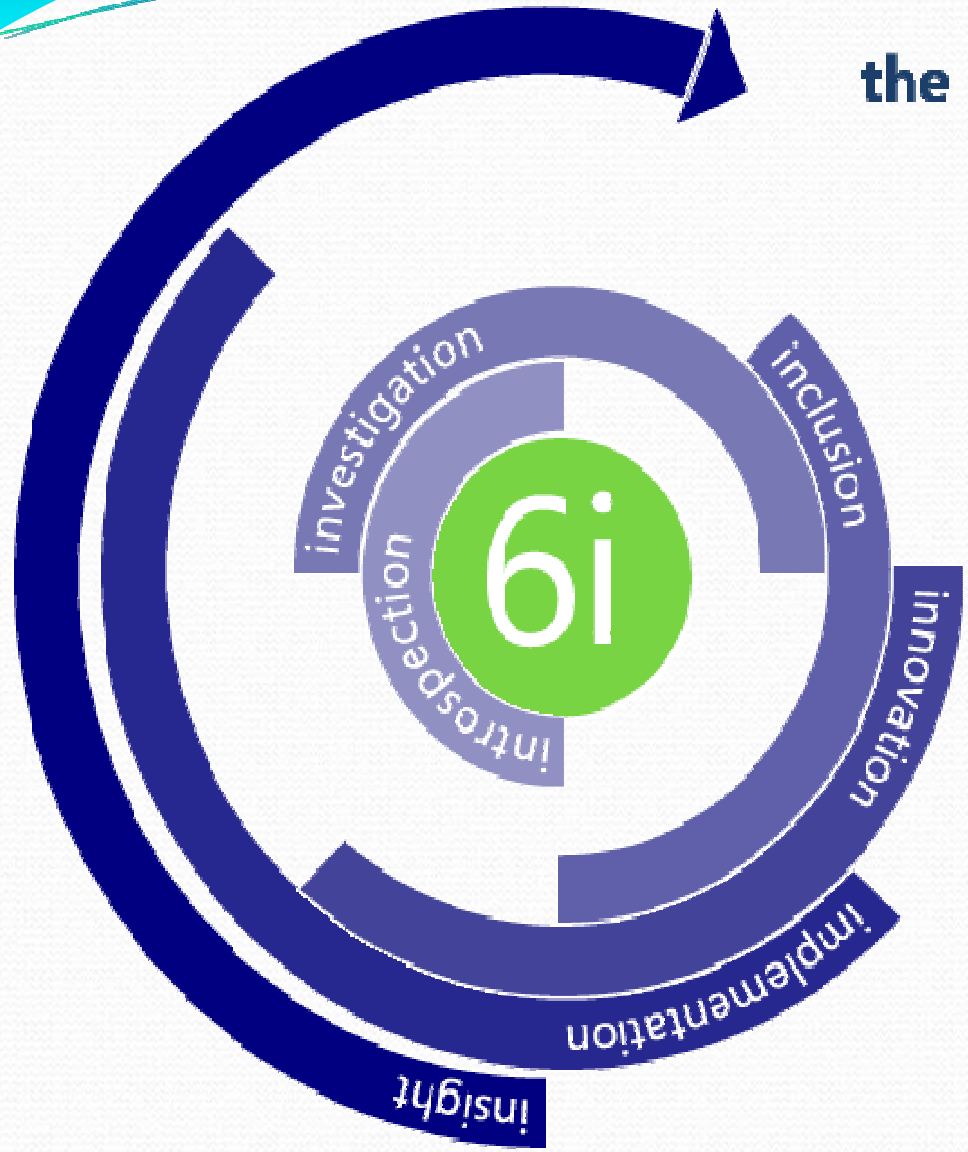 the
6i
introspection
investigation
inclusion
innovation
implementation
insight